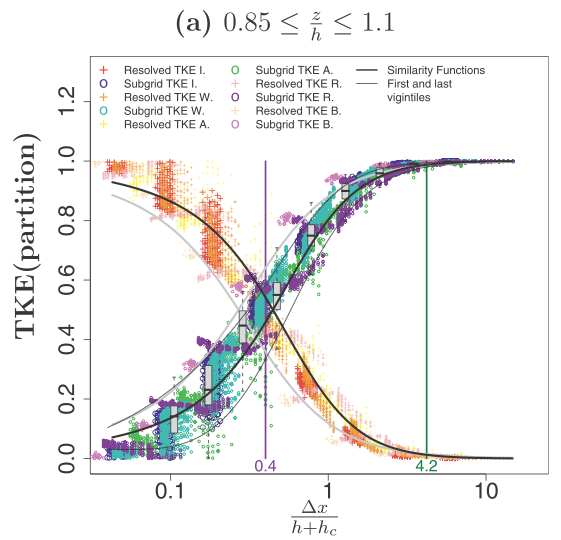 (a) 0.85 ≤ z/h ≤ 1.1
Resolved TKE I.
Subgrid TKE I.
Resolved TKE W.
Subgrid TKE W.
Resolved TKE A.
Subgrid TKE A.
Resolved TKE R.
Subgrid TKE R.
Resolved TKE B.
Subgrid TKE B.
Similarity Functions
First and last
vigintiles
TKE(partition)
1.2
1.0
0.8
0.6
0.4
0.2
0.0
0.4
4.2
0.1
1
10
Δx
h+h_c